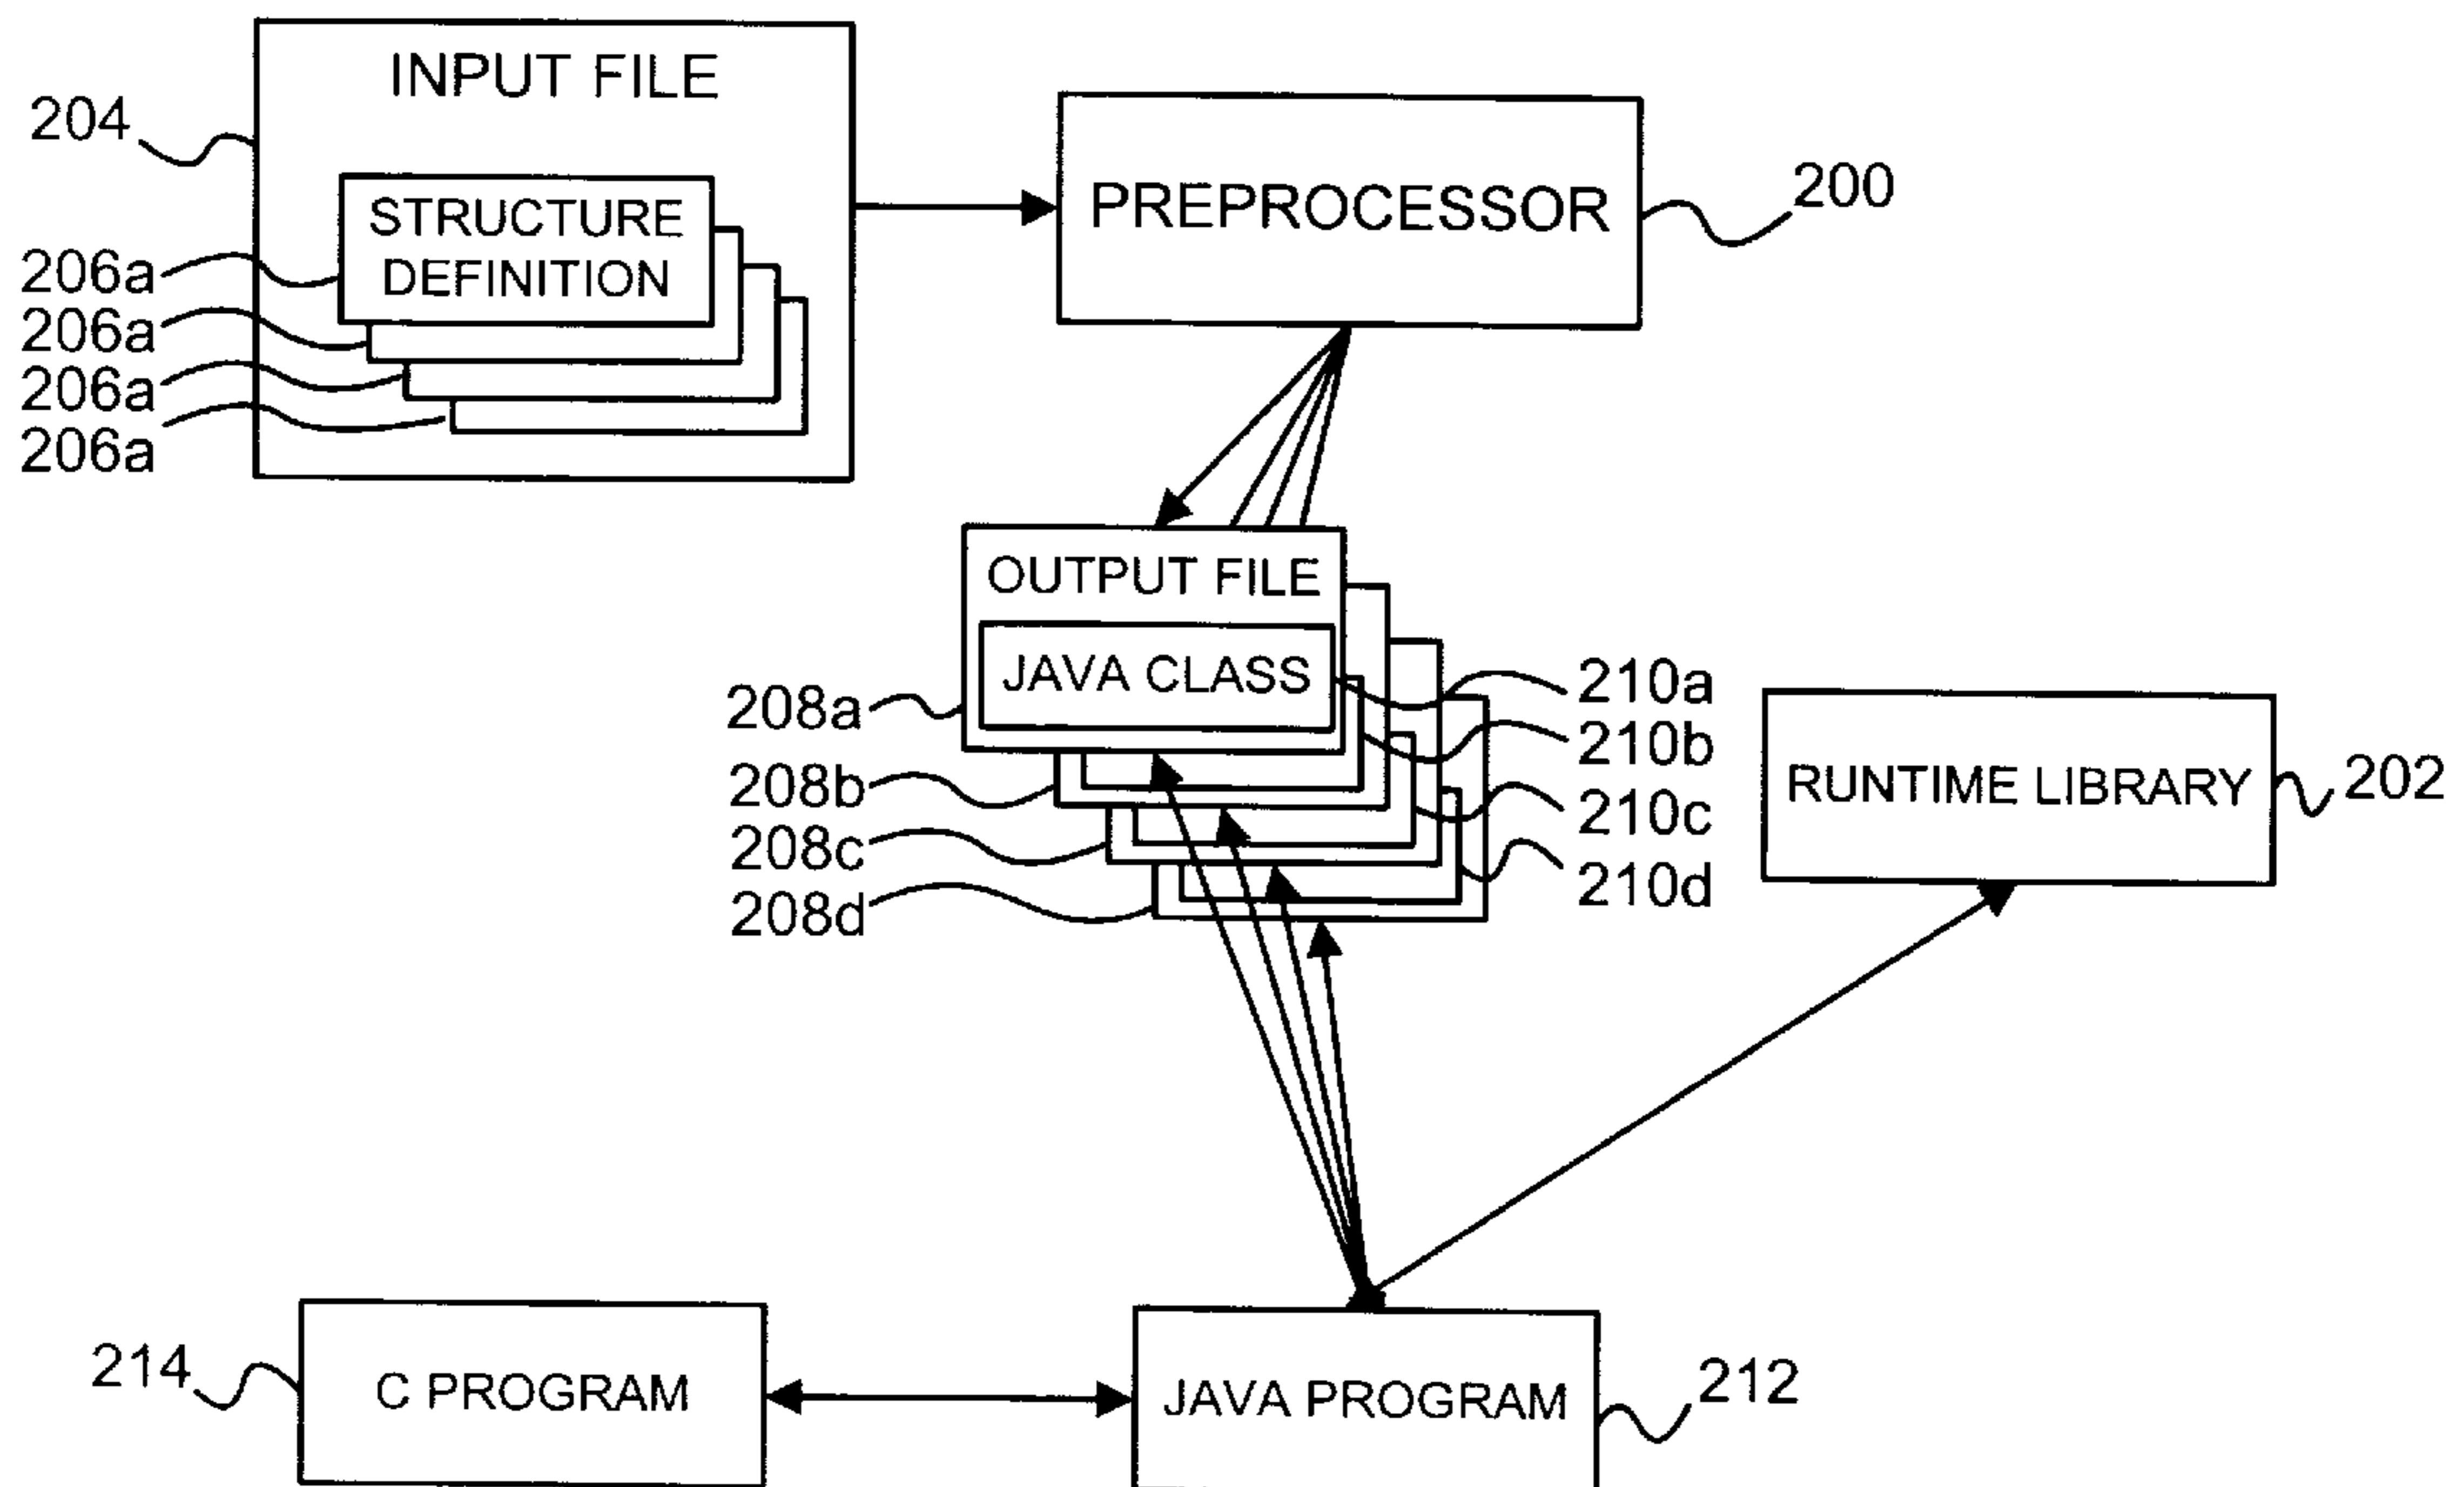 INPUT FILE
204
STRUCTURE
DEFINITION
206a
206a
206a
206a
PREPROCESSOR
200
OUTPUT FILE
JAVA CLASS
208a
208b
208c
208d
210a
210b
210c
210d
RUNTIME LIBRARY
202
214
C PROGRAM
JAVA PROGRAM
212